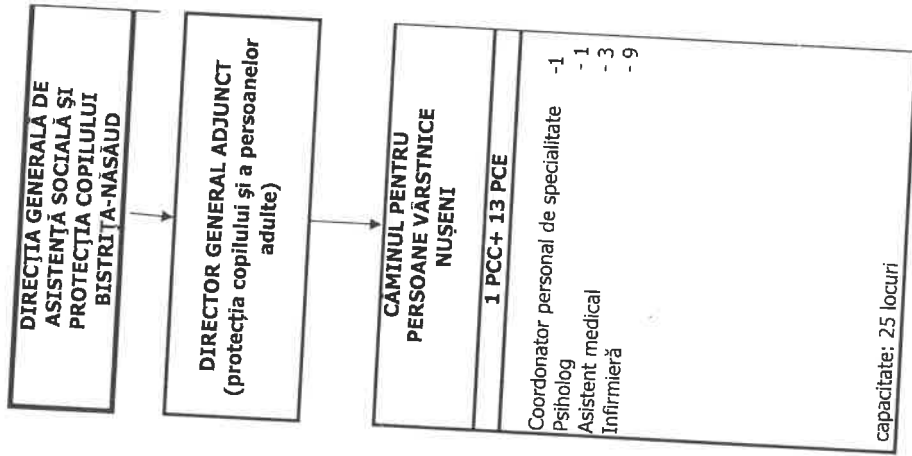 DIRECȚIA GENERALĂ DE
ASISTENȚĂ SOCIALĂ ȘI
PROTECȚIA COPILULUI
BISTRIȚA-NĂSĂUD
DIRECTOR GENERAL ADJUNCT
(protecția copilului și a persoanelor
adulte)
CĂMINUL PENTRU
PERSOANE VÂRSTNICE
NUȘENI
1 PCC+ 13 PCE
Coordonator personal de specialitate -1
Psiholog - 1
Asistent medical - 3
Infirmieră - 9
capacitate: 25 locuri